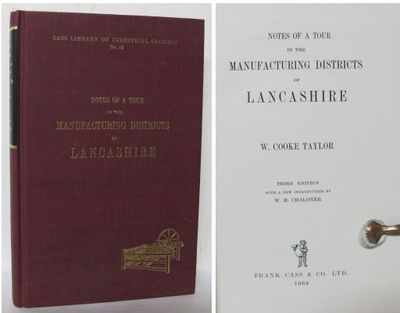 CASS LIBRARY OF INDUSTRIAL CLASSICS
No. 13
NOTES OF A TOUR
IN THE
MANUFACTURING DISTRICTS
OF
LANCASHIRE
NOTES OF A TOUR
IN THE
MANUFACTURING DISTRICTS
OF
LANCASHIRE
W. COOKE TAYLOR
THIRD EDITION
WITH A NEW INTRODUCTION BY
W. H. CHALONER
FRANK CASS & CO. LTD.
1968